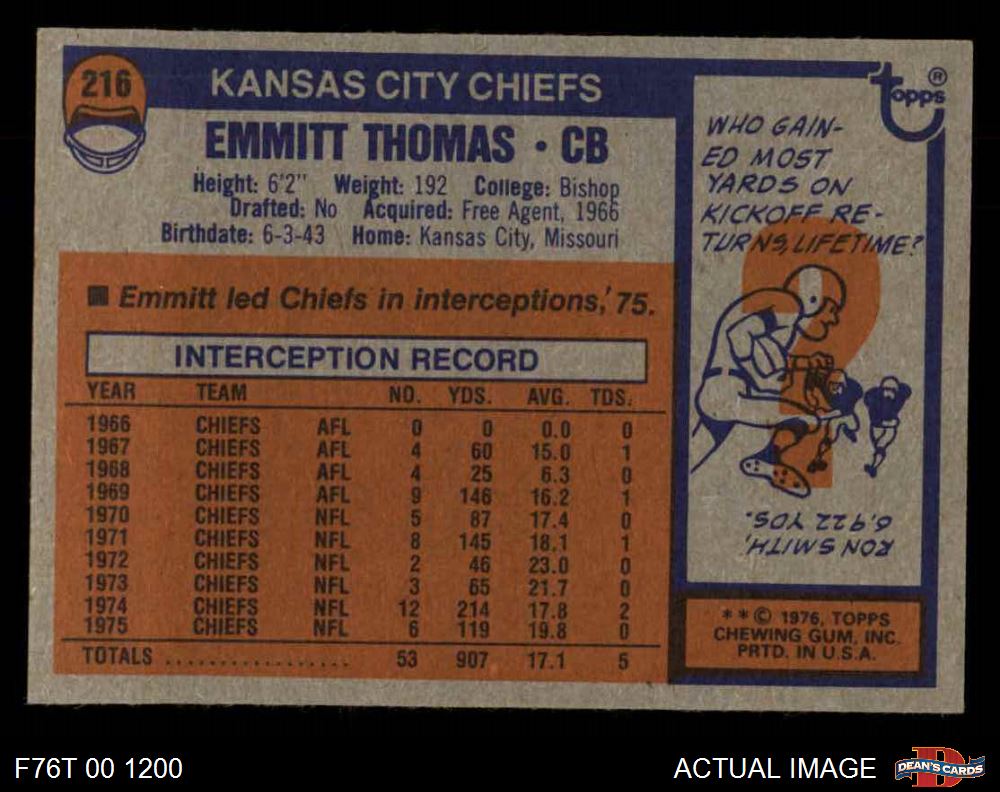 216
KANSAS CITY CHIEFS
EMMITT THOMAS • CB
Height: 6'2" Weight: 192 College: Bishop
Drafted: No Acquired: Free Agent, 1966
Birthdate: 6-3-43 Home: Kansas City, Missouri
■ Emmitt led Chiefs in interceptions,'75.
INTERCEPTION RECORD
YEAR TEAM NO. YDS. AVG. TDS.
1966 CHIEFS AFL 0 0 0.0 0
1967 CHIEFS AFL 4 60 15.0 1
1968 CHIEFS AFL 4 25 6.3 0
1969 CHIEFS AFL 9 146 16.2 1
1970 CHIEFS NFL 5 87 17.4 0
1971 CHIEFS NFL 8 145 18.1 1
1972 CHIEFS NFL 2 46 23.0 0
1973 CHIEFS NFL 3 65 21.7 0
1974 CHIEFS NFL 12 214 17.8 2
1975 CHIEFS NFL 6 119 19.8 0
TOTALS .................. 53 907 17.1 5
topps ®
WHO GAIN-
ED MOST
YARDS ON
KICKOFF RE-
TURNS, LIFETIME?
?
RON SMITH,
6,922 YDS.
** © 1976, TOPPS
CHEWING GUM, INC.
PRTD. IN U.S.A.
F76T 00 1200
ACTUAL IMAGE
D
DEAN'S CARDS